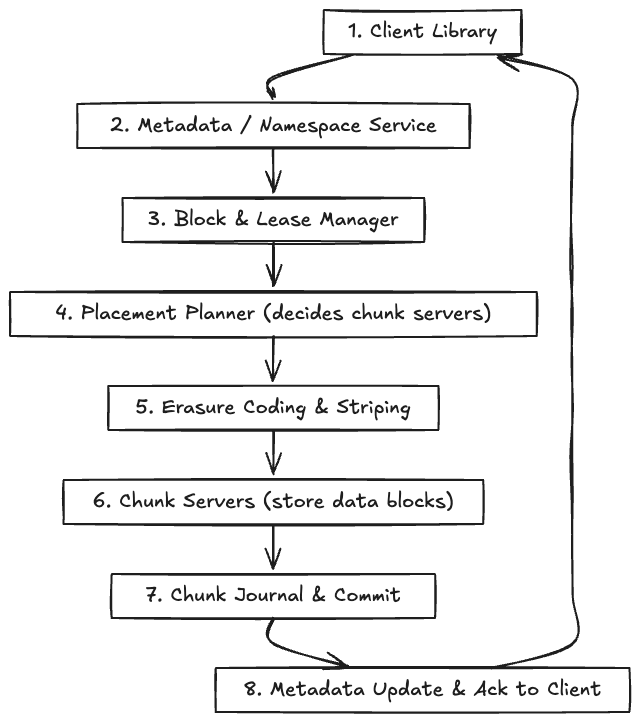 1. Client Library
2. Metadata / Namespace Service
3. Block & Lease Manager
4. Placement Planner (decides chunk servers)
5. Erasure Coding & Striping
6. Chunk Servers (store data blocks)
7. Chunk Journal & Commit
8. Metadata Update & Ack to Client